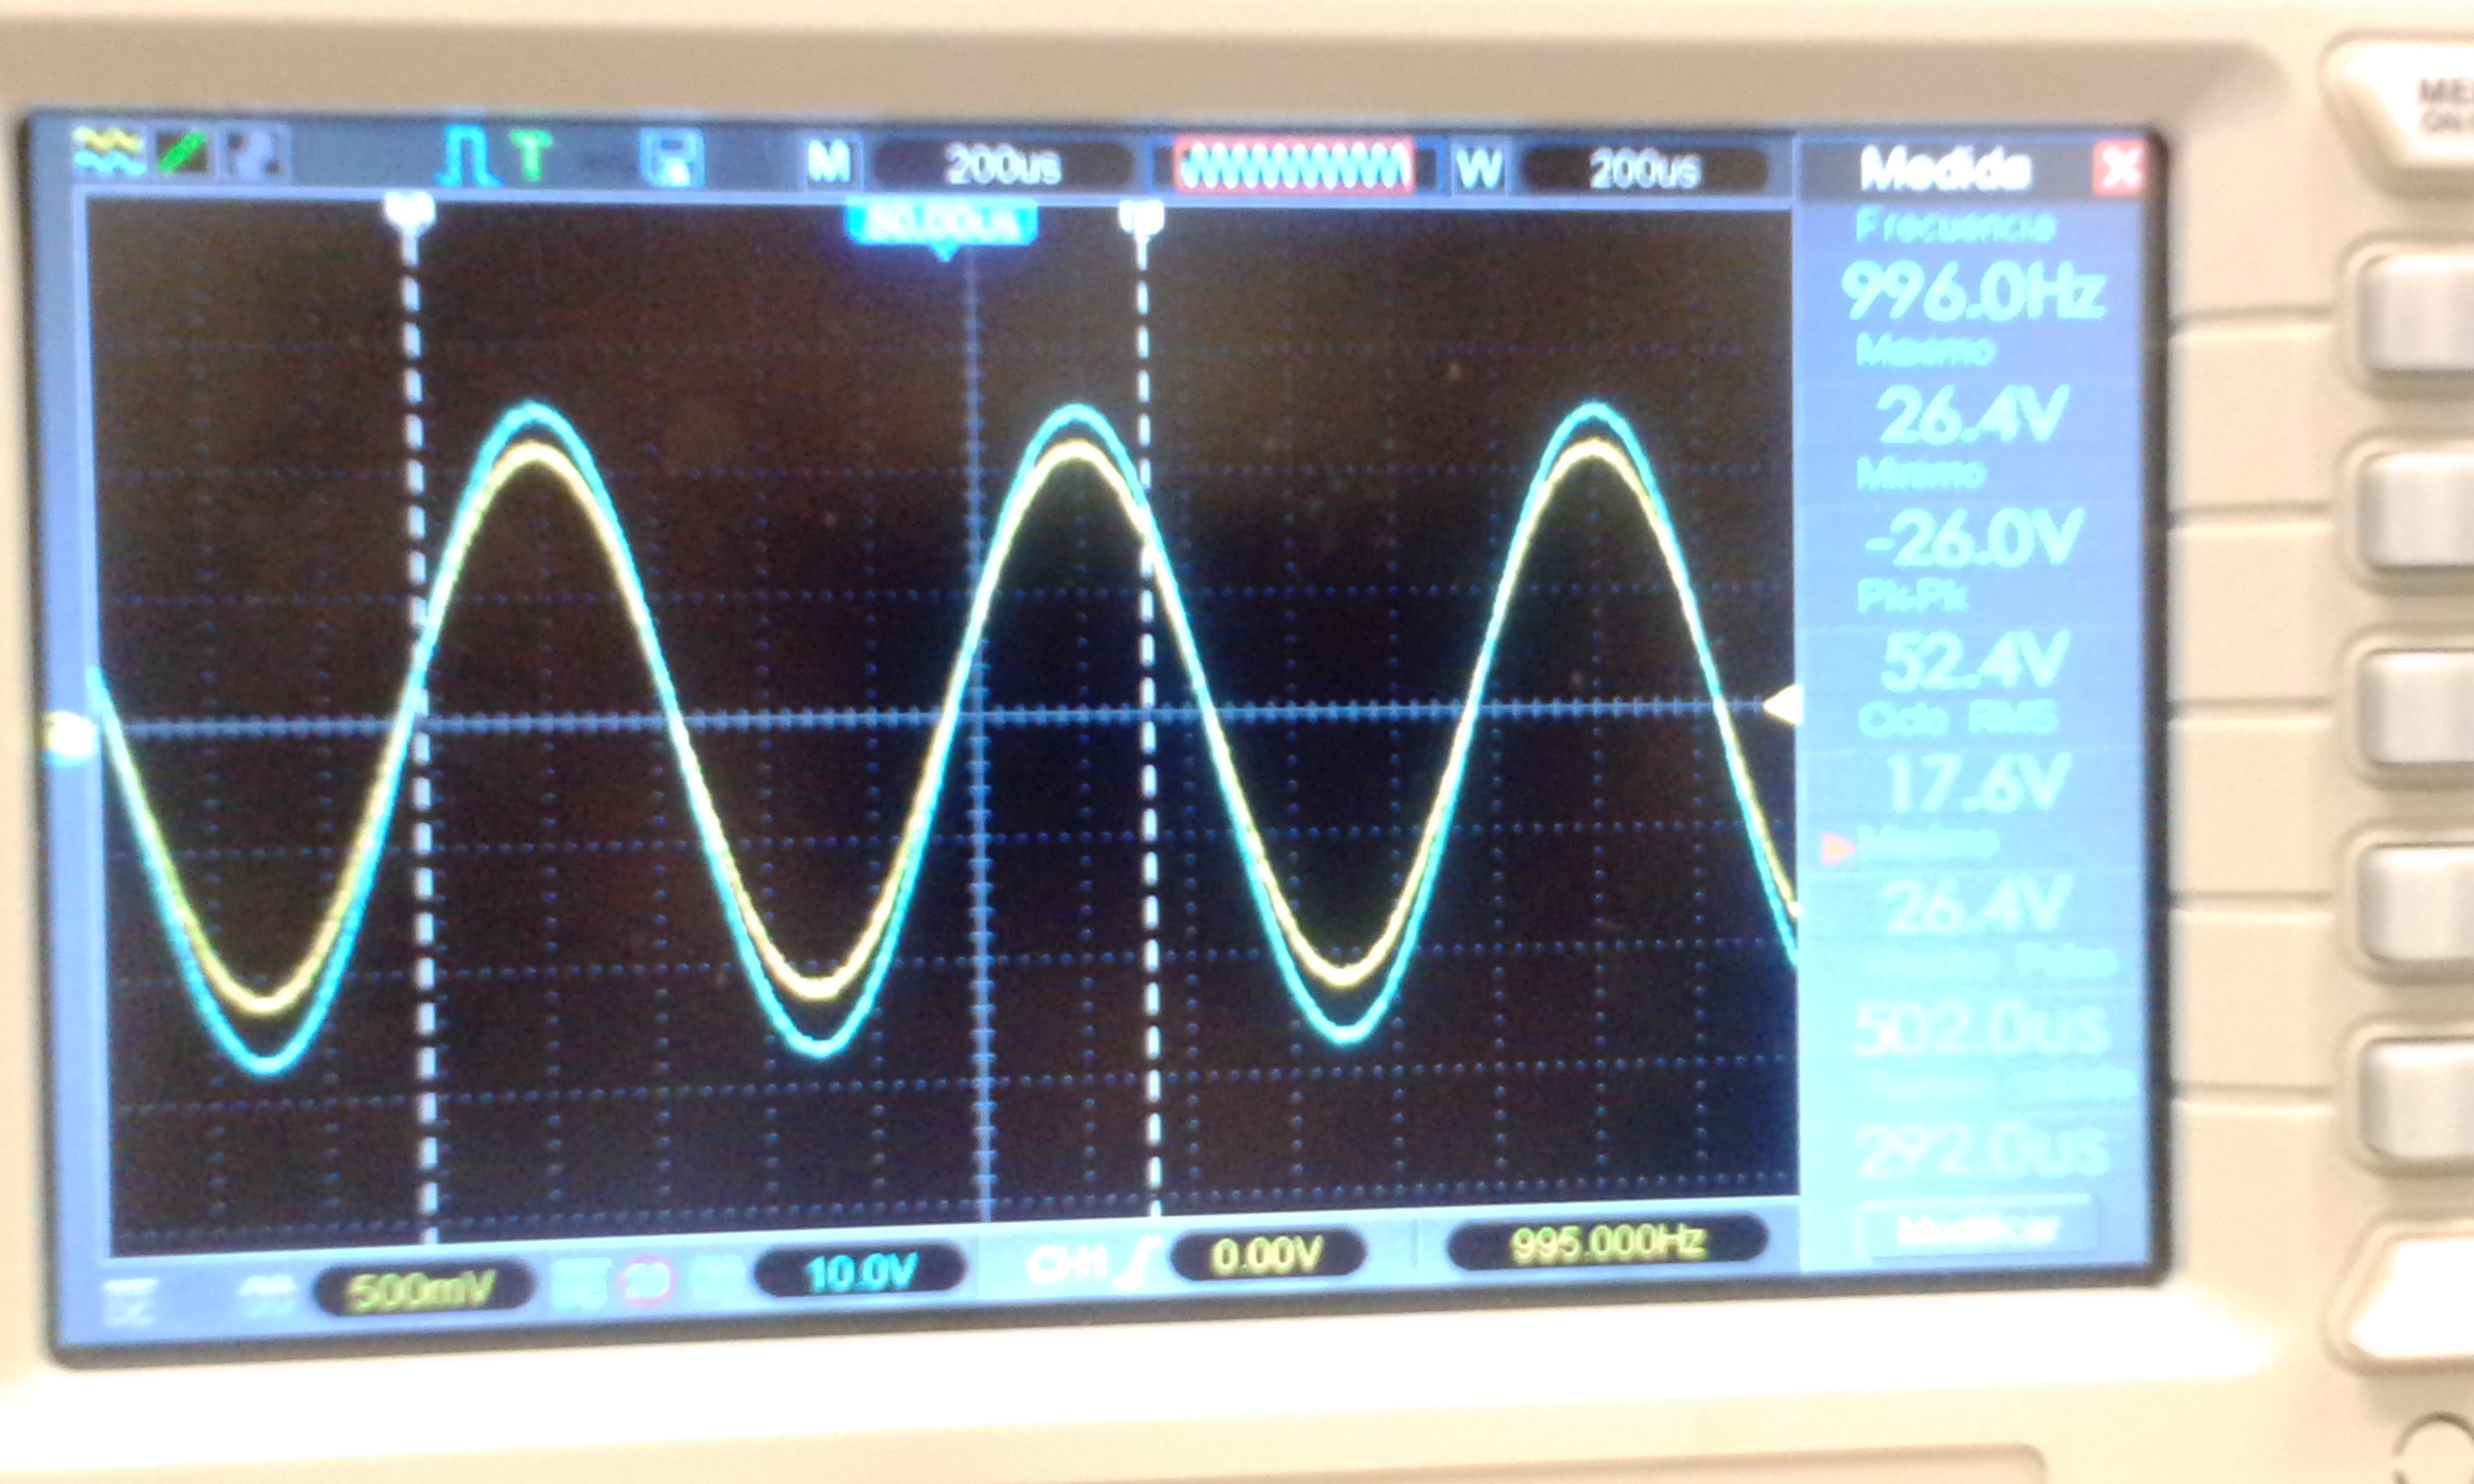 T M 200us W 200us Medida X
50.00us
Frecuencia
996.0Hz
Maximo
26.4V
Minimo
-26.0V
Pk-Pk
52.4V
Ciclo RMS
17.6V
Maximo
26.4V
502.0us
292.0us
Modificar
DC 500mV 10.0V CH1 0.00V 995.000Hz